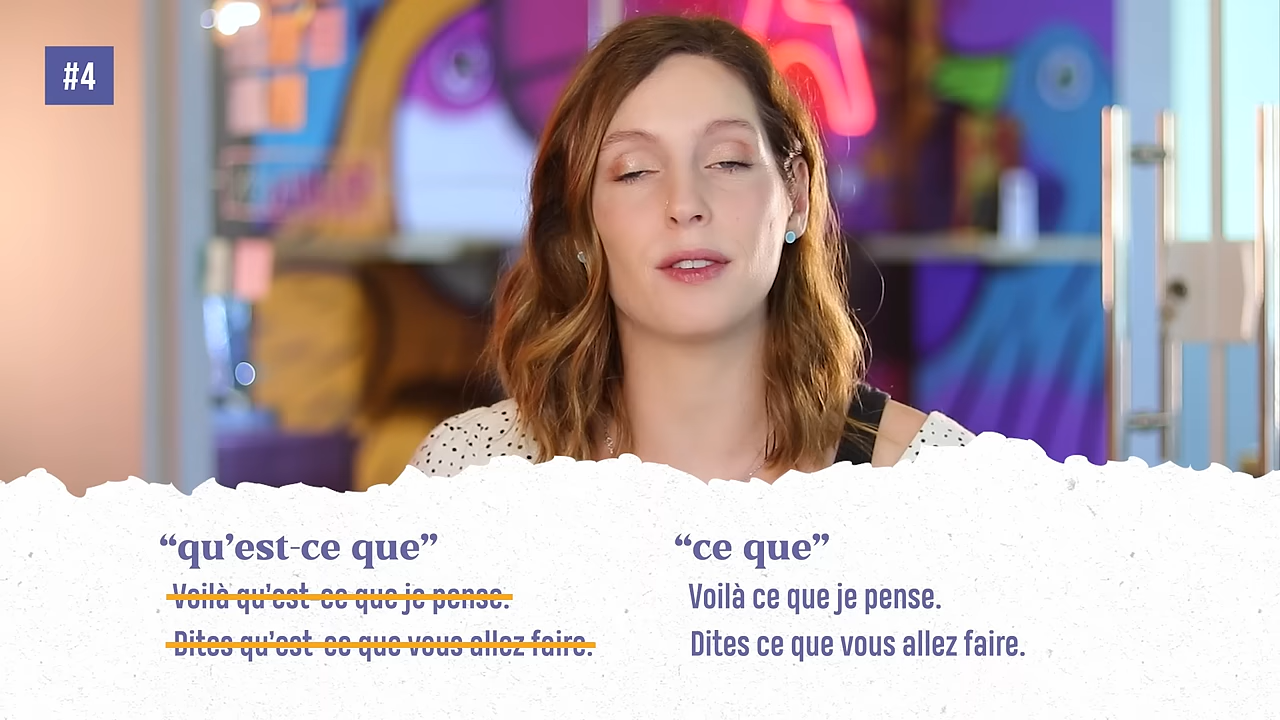 #4
“qu’est-ce que”
Voilà qu’est-ce que je pense.
Dites qu’est-ce que vous allez faire.
“ce que”
Voilà ce que je pense.
Dites ce que vous allez faire.